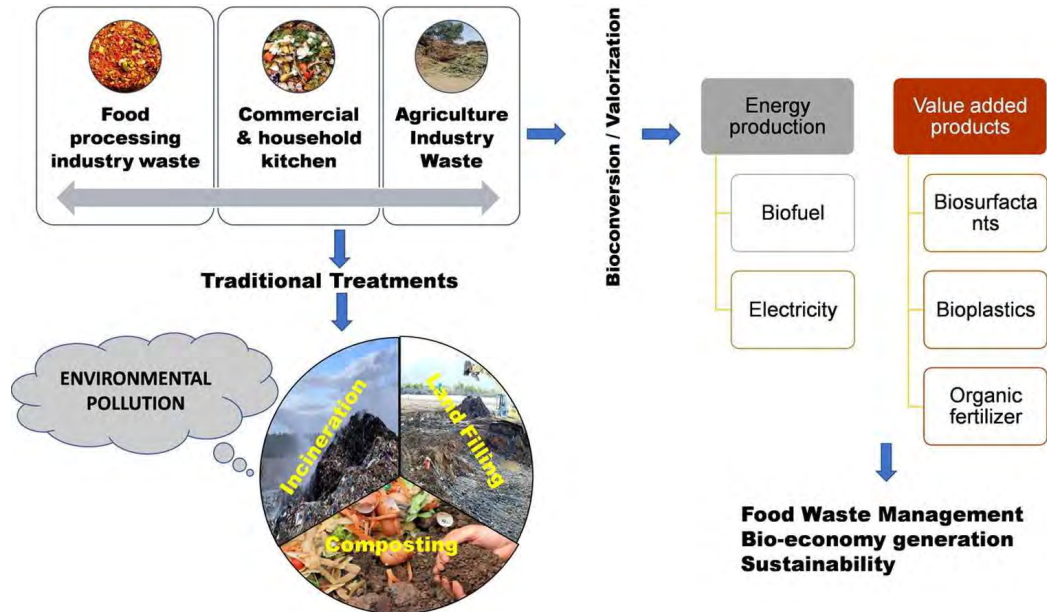 Food
processing
industry waste
Commercial
& household
kitchen
Agriculture
Industry
Waste
Bioconversion / Valorization
Energy
production
Biofuel
Electricity
Value added
products
Biosurfacta
nts
Bioplastics
Organic
fertilizer
Traditional Treatments
ENVIRONMENTAL
POLLUTION
Incineration
Land Filling
Composting
Food Waste Management
Bio-economy generation
Sustainability